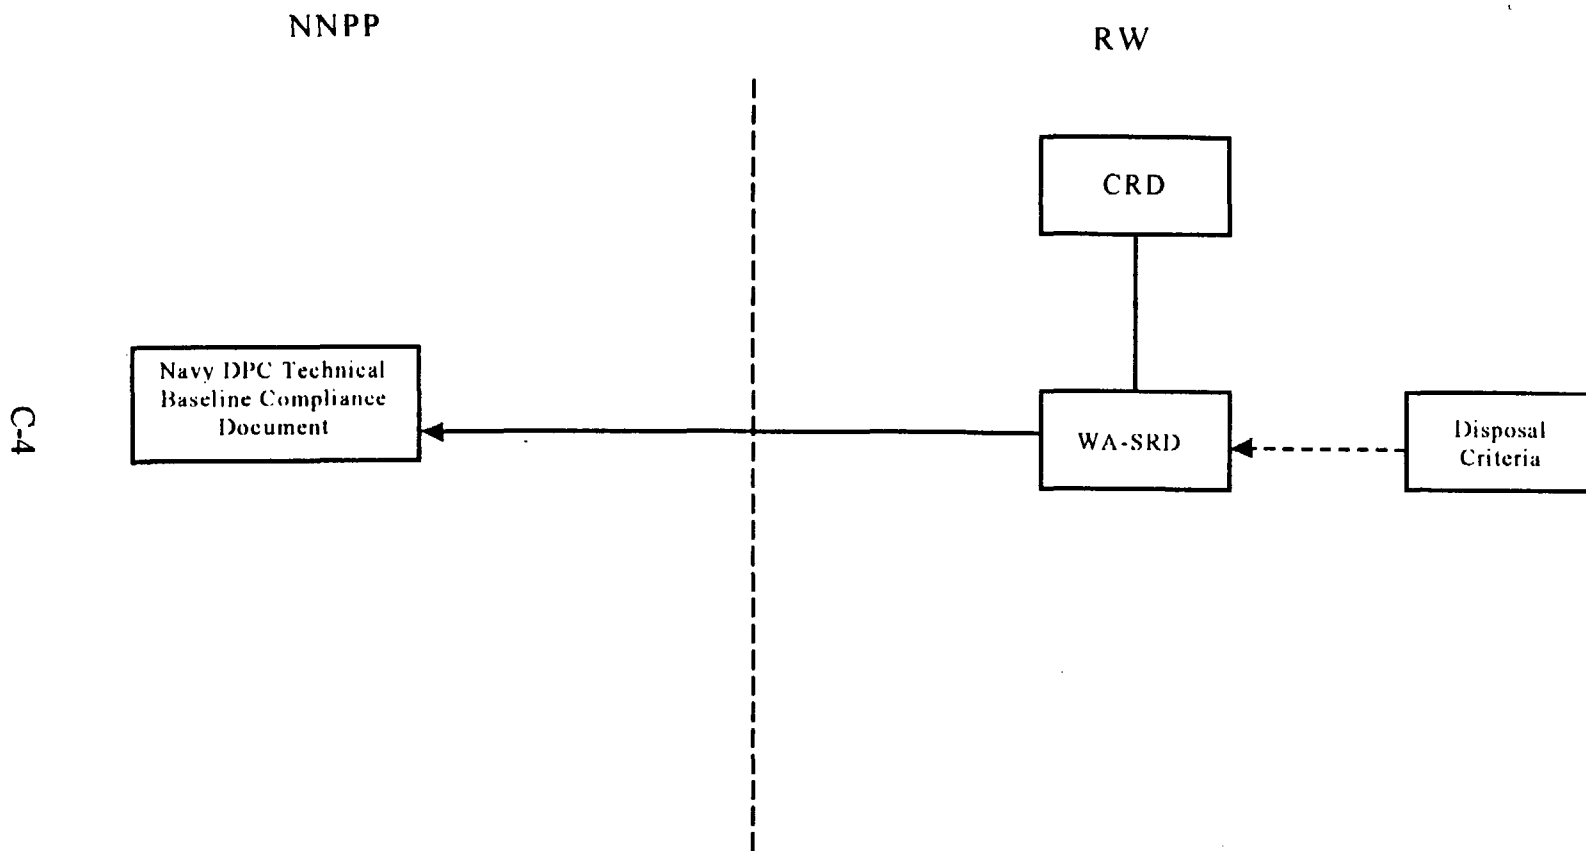 NNPP
RW
CRD
Navy DPC Technical
Baseline Compliance
Document
WA-SRD
Disposal
Criteria
C-4